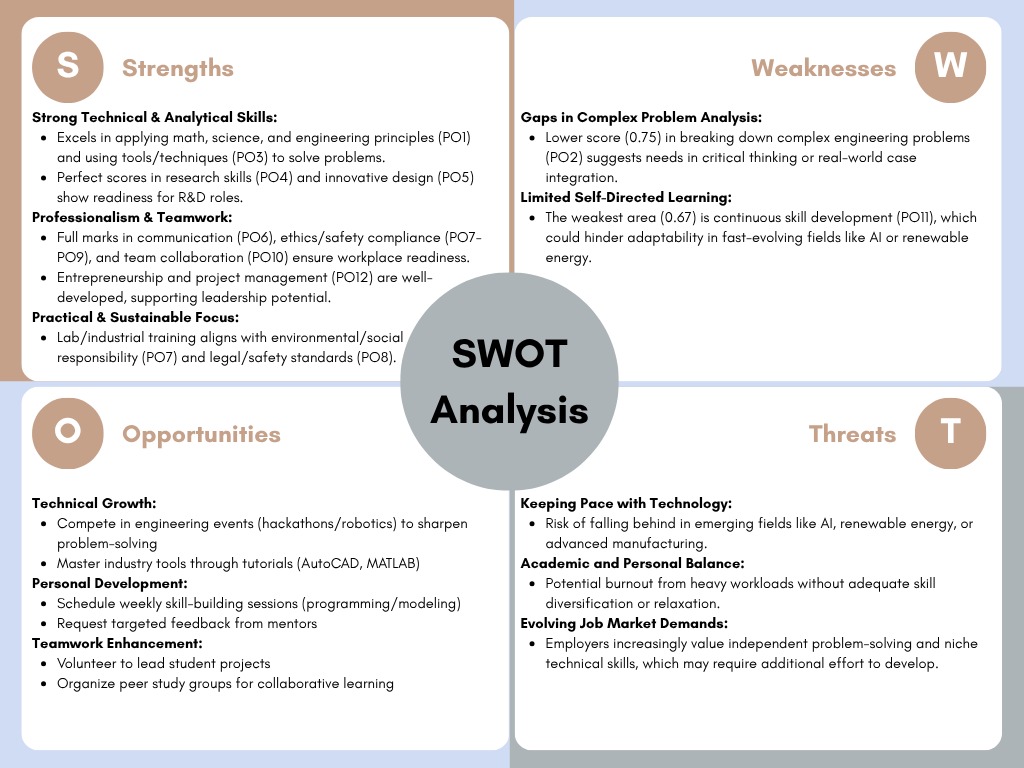 S
Strengths
Strong Technical & Analytical Skills:
• Excels in applying math, science, and engineering principles (PO1)
and using tools/techniques (PO3) to solve problems.
• Perfect scores in research skills (PO4) and innovative design (PO5)
show readiness for R&D roles.
Professionalism & Teamwork:
• Full marks in communication (PO6), ethics/safety compliance (PO7-
PO9), and team collaboration (PO10) ensure workplace readiness.
• Entrepreneurship and project management (PO12) are well-
developed, supporting leadership potential.
Practical & Sustainable Focus:
• Lab/industrial training aligns with environmental/social
responsibility (PO7) and legal/safety standards (PO8).
Weaknesses
W
Gaps in Complex Problem Analysis:
• Lower score (0.75) in breaking down complex engineering problems
(PO2) suggests needs in critical thinking or real-world case
integration.
Limited Self-Directed Learning:
• The weakest area (0.67) is continuous skill development (PO11), which
could hinder adaptability in fast-evolving fields like AI or renewable
energy.
SWOT
Analysis
O
Opportunities
Technical Growth:
• Compete in engineering events (hackathons/robotics) to sharpen
problem-solving
• Master industry tools through tutorials (AutoCAD, MATLAB)
Personal Development:
• Schedule weekly skill-building sessions (programming/modeling)
• Request targeted feedback from mentors
Teamwork Enhancement:
• Volunteer to lead student projects
• Organize peer study groups for collaborative learning
Threats
T
Keeping Pace with Technology:
• Risk of falling behind in emerging fields like AI, renewable energy, or
advanced manufacturing.
Academic and Personal Balance:
• Potential burnout from heavy workloads without adequate skill
diversification or relaxation.
Evolving Job Market Demands:
• Employers increasingly value independent problem-solving and niche
technical skills, which may require additional effort to develop.